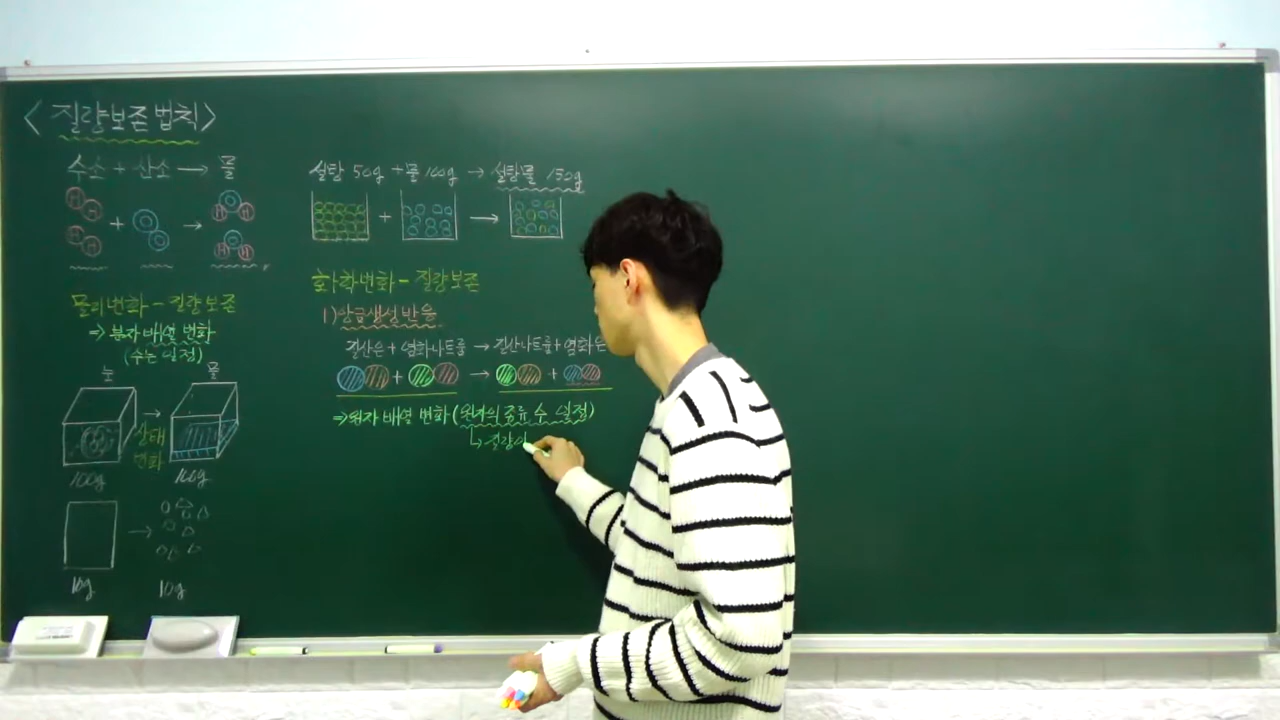 <질량보존법칙>
수소 + 산소 → 물
H H + O O → H O H
H H H O H
물리변화 - 질량보존
⇒ 분자 배열 변화
(수는 일정)
눈 → 물
상태
변화
100g 100g
→
10g 10g
설탕 50g + 물 100g → 설탕물 150g
+ →
화학변화 - 질량보존
1) 앙금생성반응
질산은 + 염화나트륨 → 질산나트륨 + 염화은
+ → +
⇒ 원자 배열 변화 (원자의 종류 수 일정)
↳ 질량이